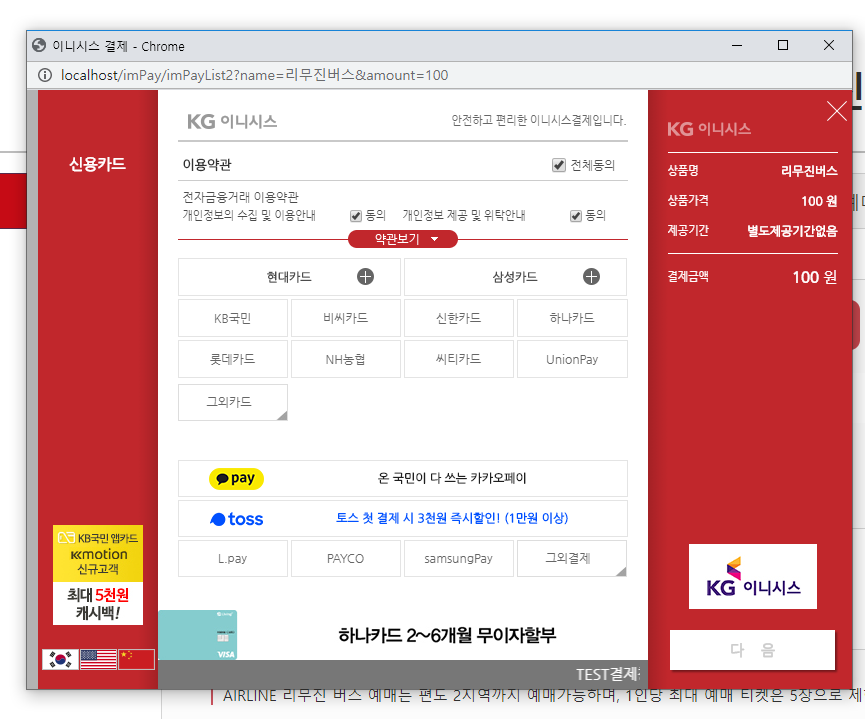 이니시스 결제 - Chrome
localhost/imPay/imPayList2?name=리무진버스&amount=100
신용카드
KB국민 앱카드
motion
신규고객
최대 5천원
캐시백!
KG 이니시스
안전하고 편리한 이니시스결제입니다.
이용약관
전체동의
전자금융거래 이용약관
개인정보의 수집 및 이용안내 동의 개인정보 제공 및 위탁안내 동의
약관보기
현대카드 삼성카드
KB국민 비씨카드 신한카드 하나카드
롯데카드 NH농협 씨티카드 UnionPay
그외카드
pay 온 국민이 다 쓰는 카카오페이
toss 토스 첫 결제 시 3천원 즉시할인! (1만원 이상)
L.pay PAYCO samsungPay 그외결제
VISA
하나카드 2~6개월 무이자할부
TEST결제
KG 이니시스
상품명 리무진버스
상품가격 100 원
제공기간 별도제공기간없음
결제금액 100 원
KG 이니시스
다 음
AIRLINE 리무진 버스 예매는 편도 2지역까지 예매가능하며, 1인당 최대 예매 티켓은 5장으로